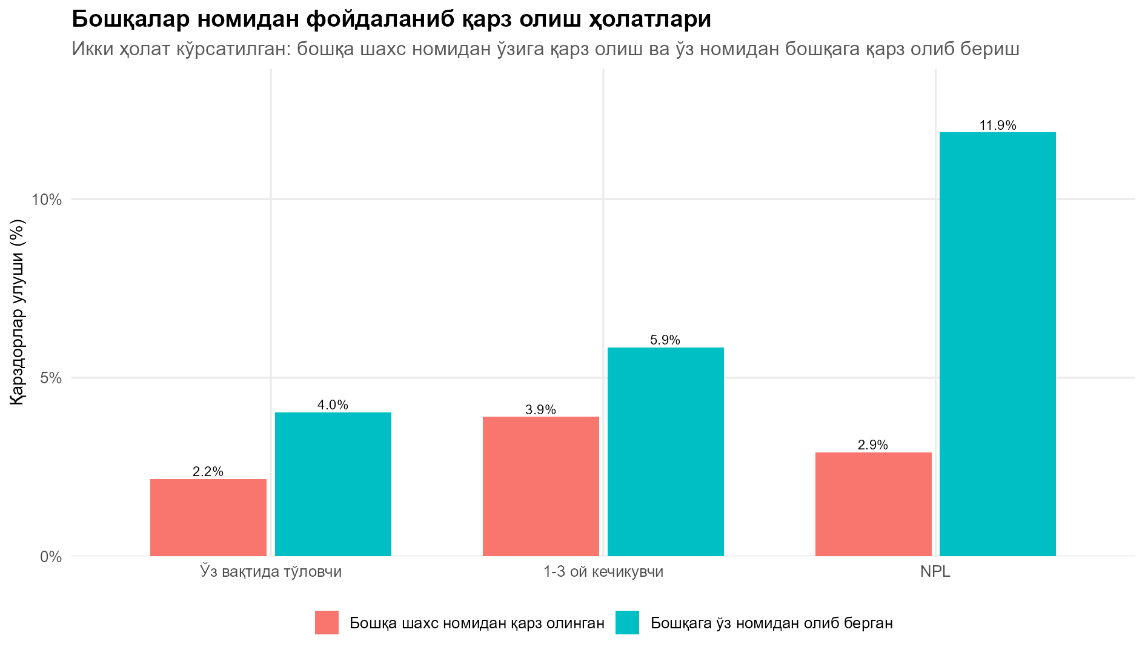 Бошқалар номидан фойдаланиб қарз олиш ҳолатлари
Икки ҳолат кўрсатилган: бошқа шахс номидан ўзига қарз олиш ва ўз номидан бошқага қарз олиб бериш
Қарздорлар улуши (%)
10%
5%
0%
2.2%
4.0%
3.9%
5.9%
2.9%
11.9%
Ўз вақтида тўловчи
1-3 ой кечикувчи
NPL
Бошқа шахс номидан қарз олинган
Бошқага ўз номидан олиб берган